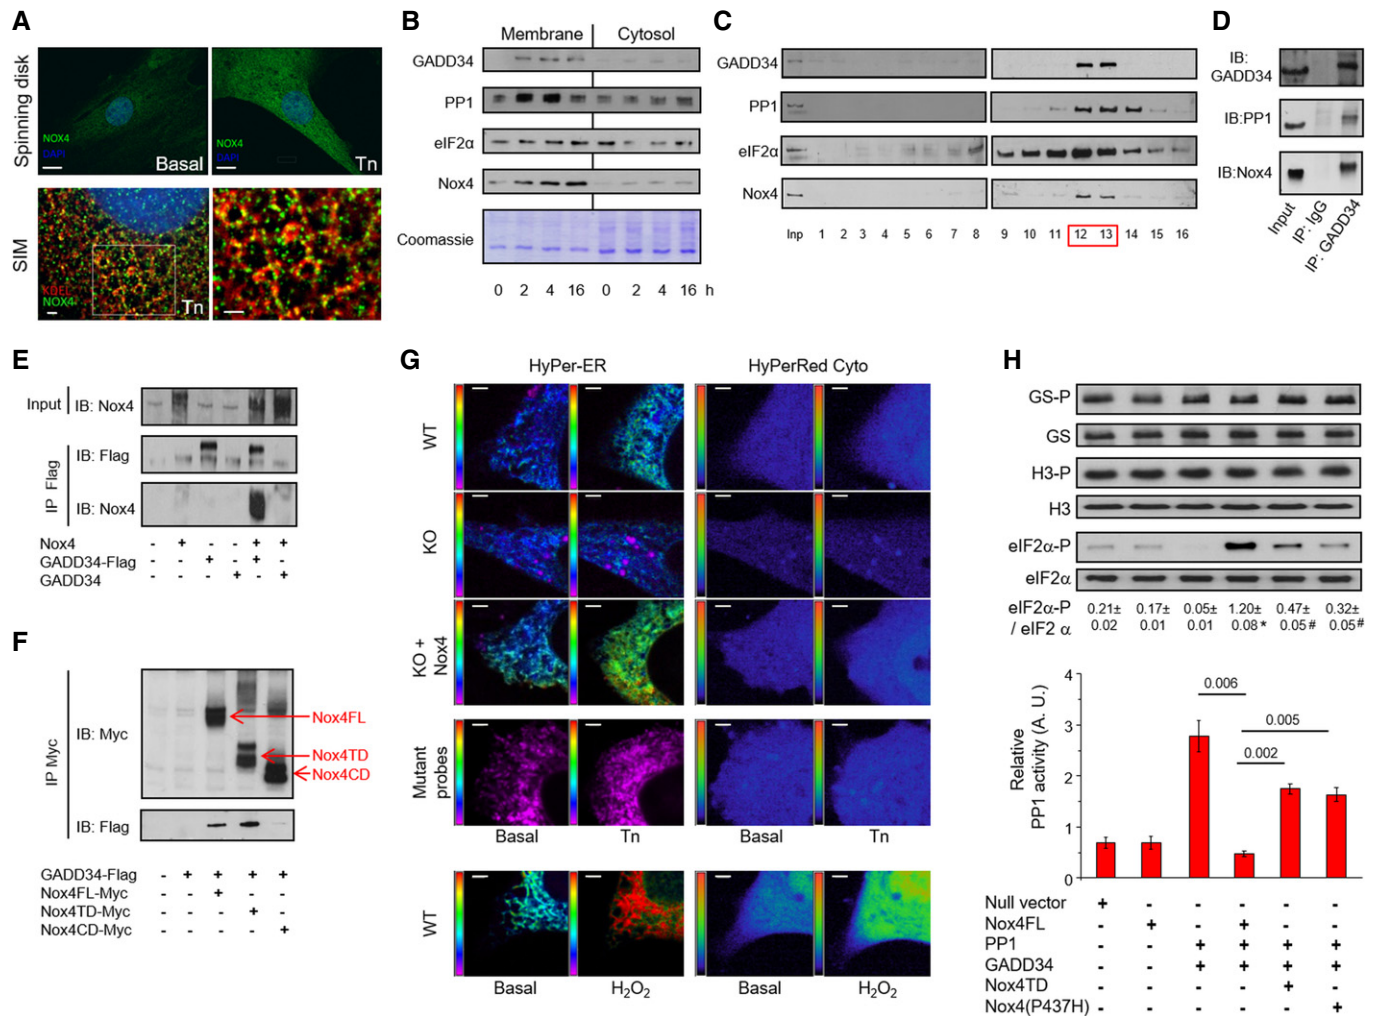 A
Spinning disk
NOX4
DAPI
Basal
NOX4
DAPI
Tn
SIM
KDEL
NOX4
Tn
B
Membrane Cytosol
GADD34
PP1
eIF2α
Nox4
Coomassie
0 2 4 16 0 2 4 16 h
C
GADD34
PP1
eIF2α
Nox4
Inp 1 2 3 4 5 6 7 8 9 10 11 12 13 14 15 16
D
IB:
GADD34
IB:PP1
IB:Nox4
Input
IP: IgG
IP: GADD34
E
Input IB: Nox4
IP Flag
IB: Flag
IB: Nox4
Nox4 - + - - + +
GADD34-Flag - - + - + -
GADD34 - - - + - +
F
IP Myc
IB: Myc
Nox4FL
Nox4TD
Nox4CD
IB: Flag
GADD34-Flag - + + + +
Nox4FL-Myc - - + - -
Nox4TD-Myc - - - + -
Nox4CD-Myc - - - - +
G
HyPer-ER HyPerRed Cyto
WT
KO
KO +
Nox4
Mutant
probes
Basal Tn Basal Tn
WT
Basal H2O2 Basal H2O2
H
GS-P
GS
H3-P
H3
eIF2α-P
eIF2α
eIF2α-P 0.21± 0.17± 0.05± 1.20± 0.47± 0.32±
/ eIF2 α 0.02 0.01 0.01 0.08 * 0.05 # 0.05 #
Relative
PP1 activity (A. U.)
4
3
2
1
0
0.006
0.005
0.002
Null vector + - - - - -
Nox4FL - + - + - -
PP1 - - + + + +
GADD34 - - + + + +
Nox4TD - - - - + -
Nox4(P437H) - - - - - +